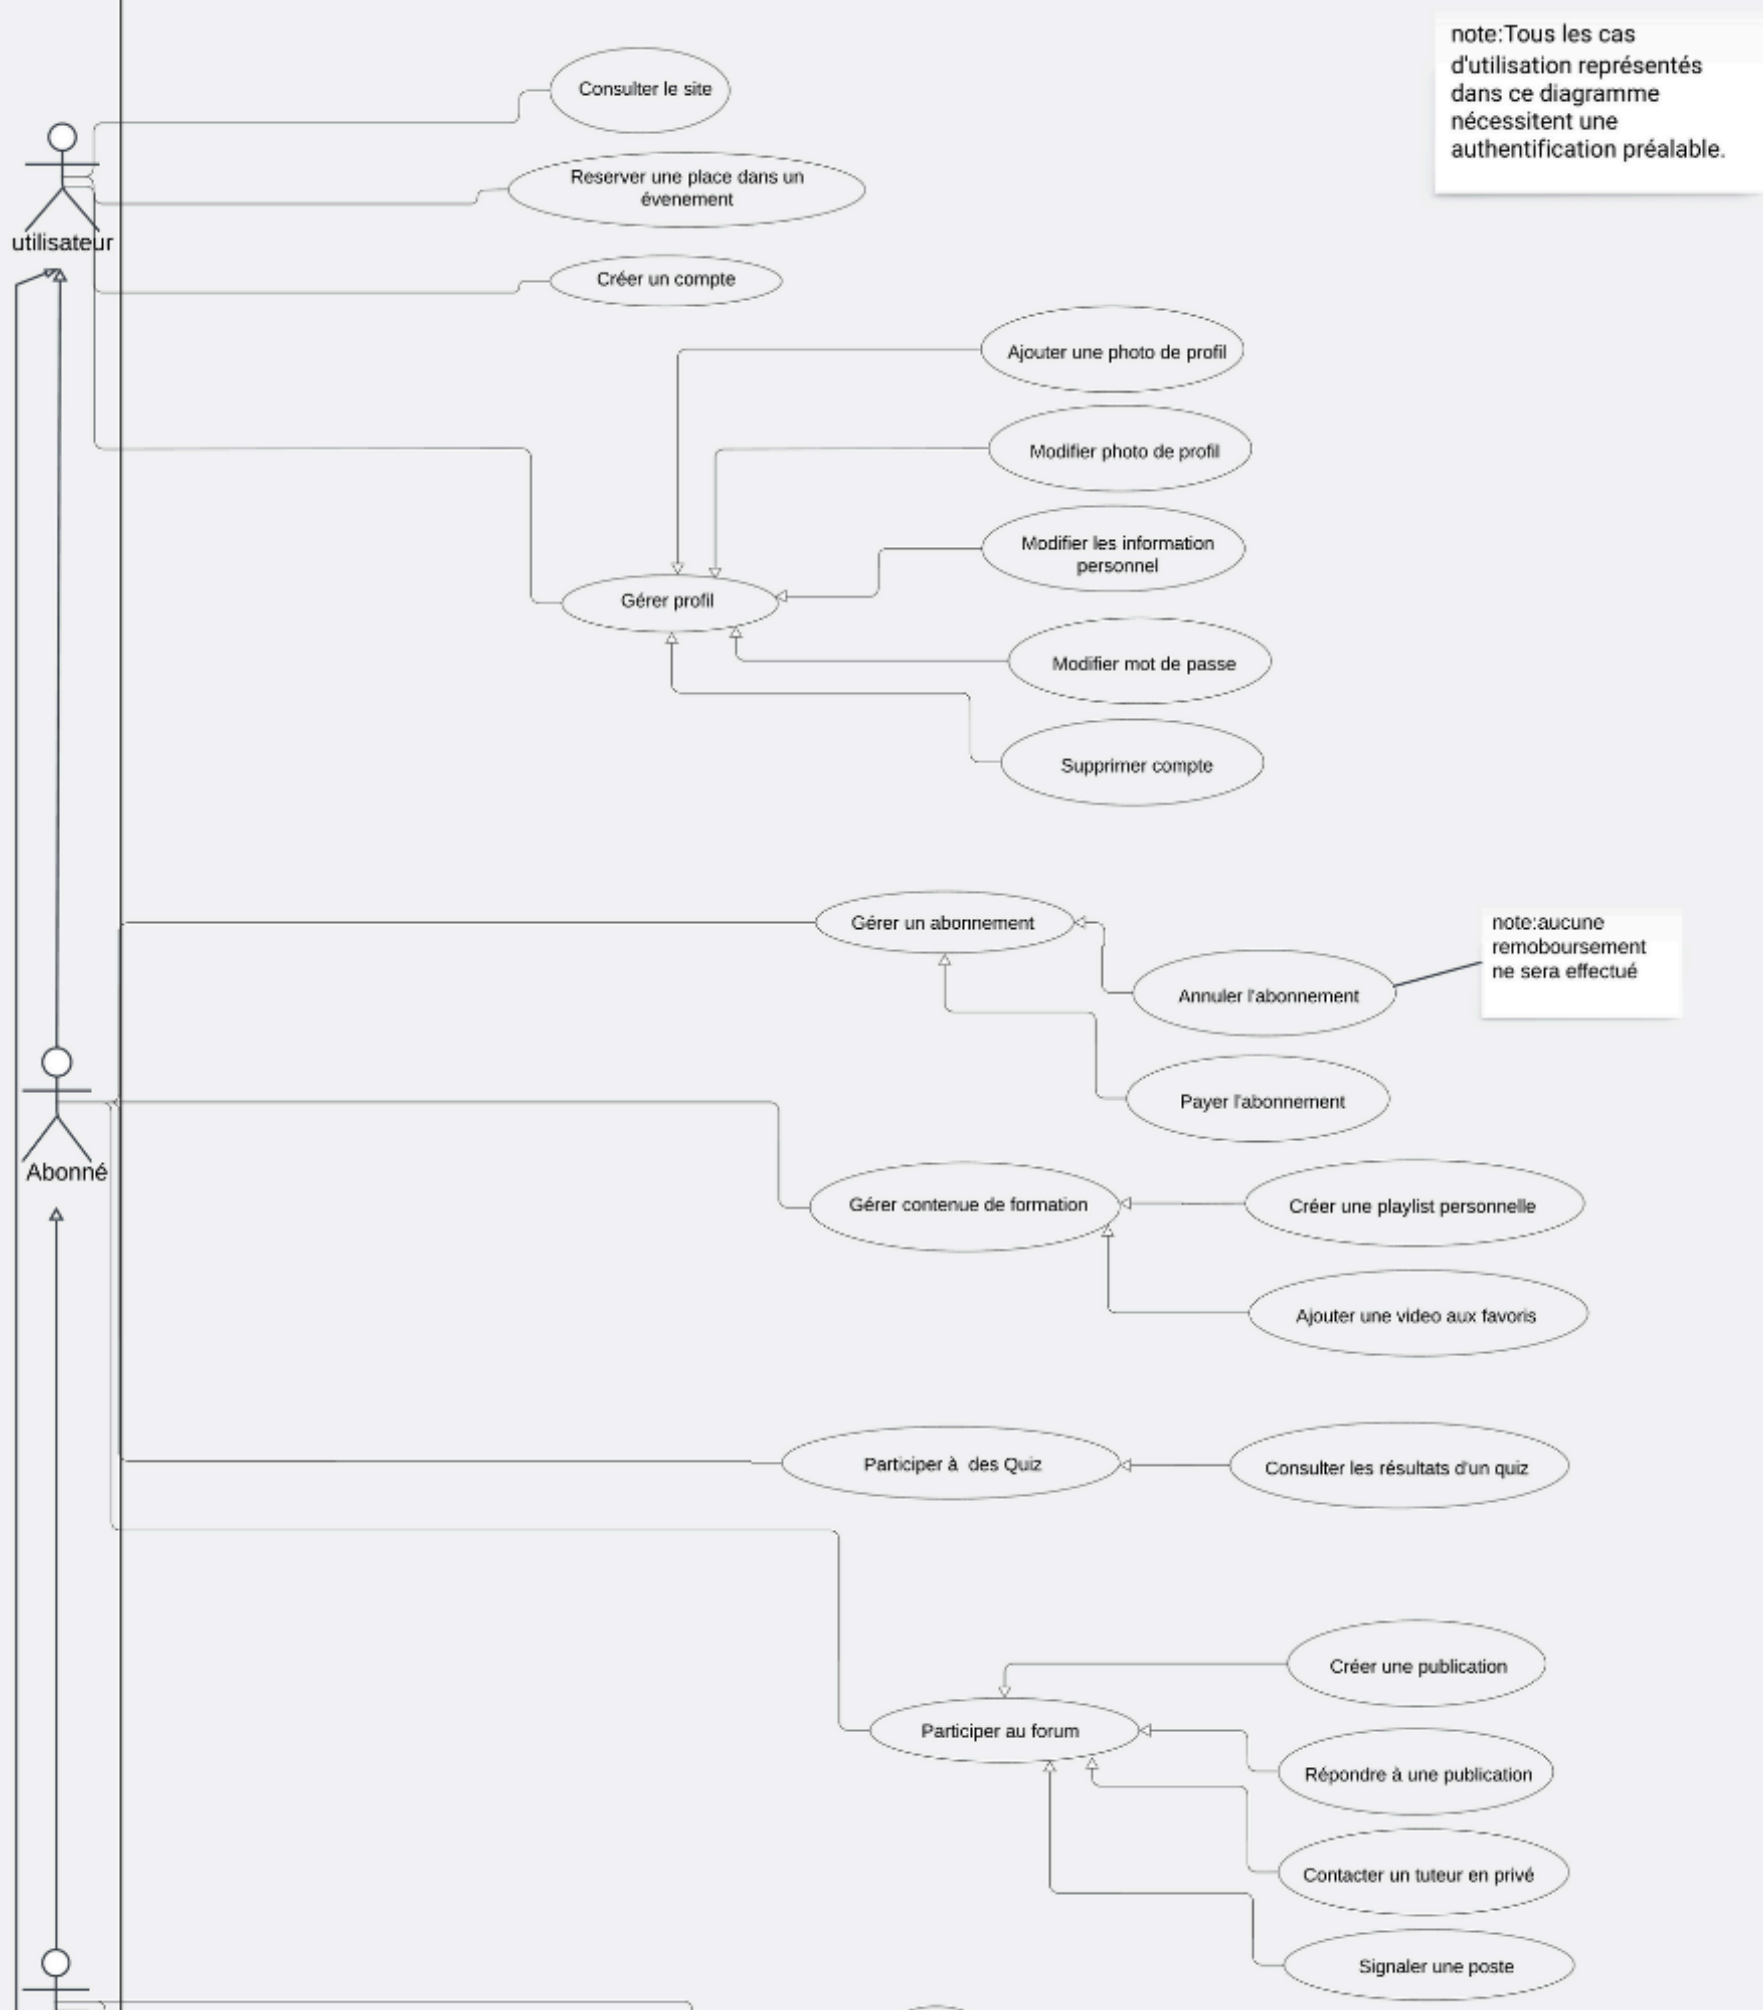 note:Tous les cas
d'utilisation représentés
dans ce diagramme
nécessitent une
authentification préalable.
Consulter le site
Reserver une place dans un
évenement
utilisateur
Créer un compte
Ajouter une photo de profil
Modifier photo de profil
Modifier les information
personnel
Gérer profil
Modifier mot de passe
Supprimer compte
Gérer un abonnement
note:aucune
remoboursement
ne sera effectué
Annuler l'abonnement
Payer l'abonnement
Abonné
Gérer contenue de formation
Créer une playlist personnelle
Ajouter une video aux favoris
Participer à des Quiz
Consulter les résultats d'un quiz
Créer une publication
Participer au forum
Répondre à une publication
Contacter un tuteur en privé
Signaler une poste